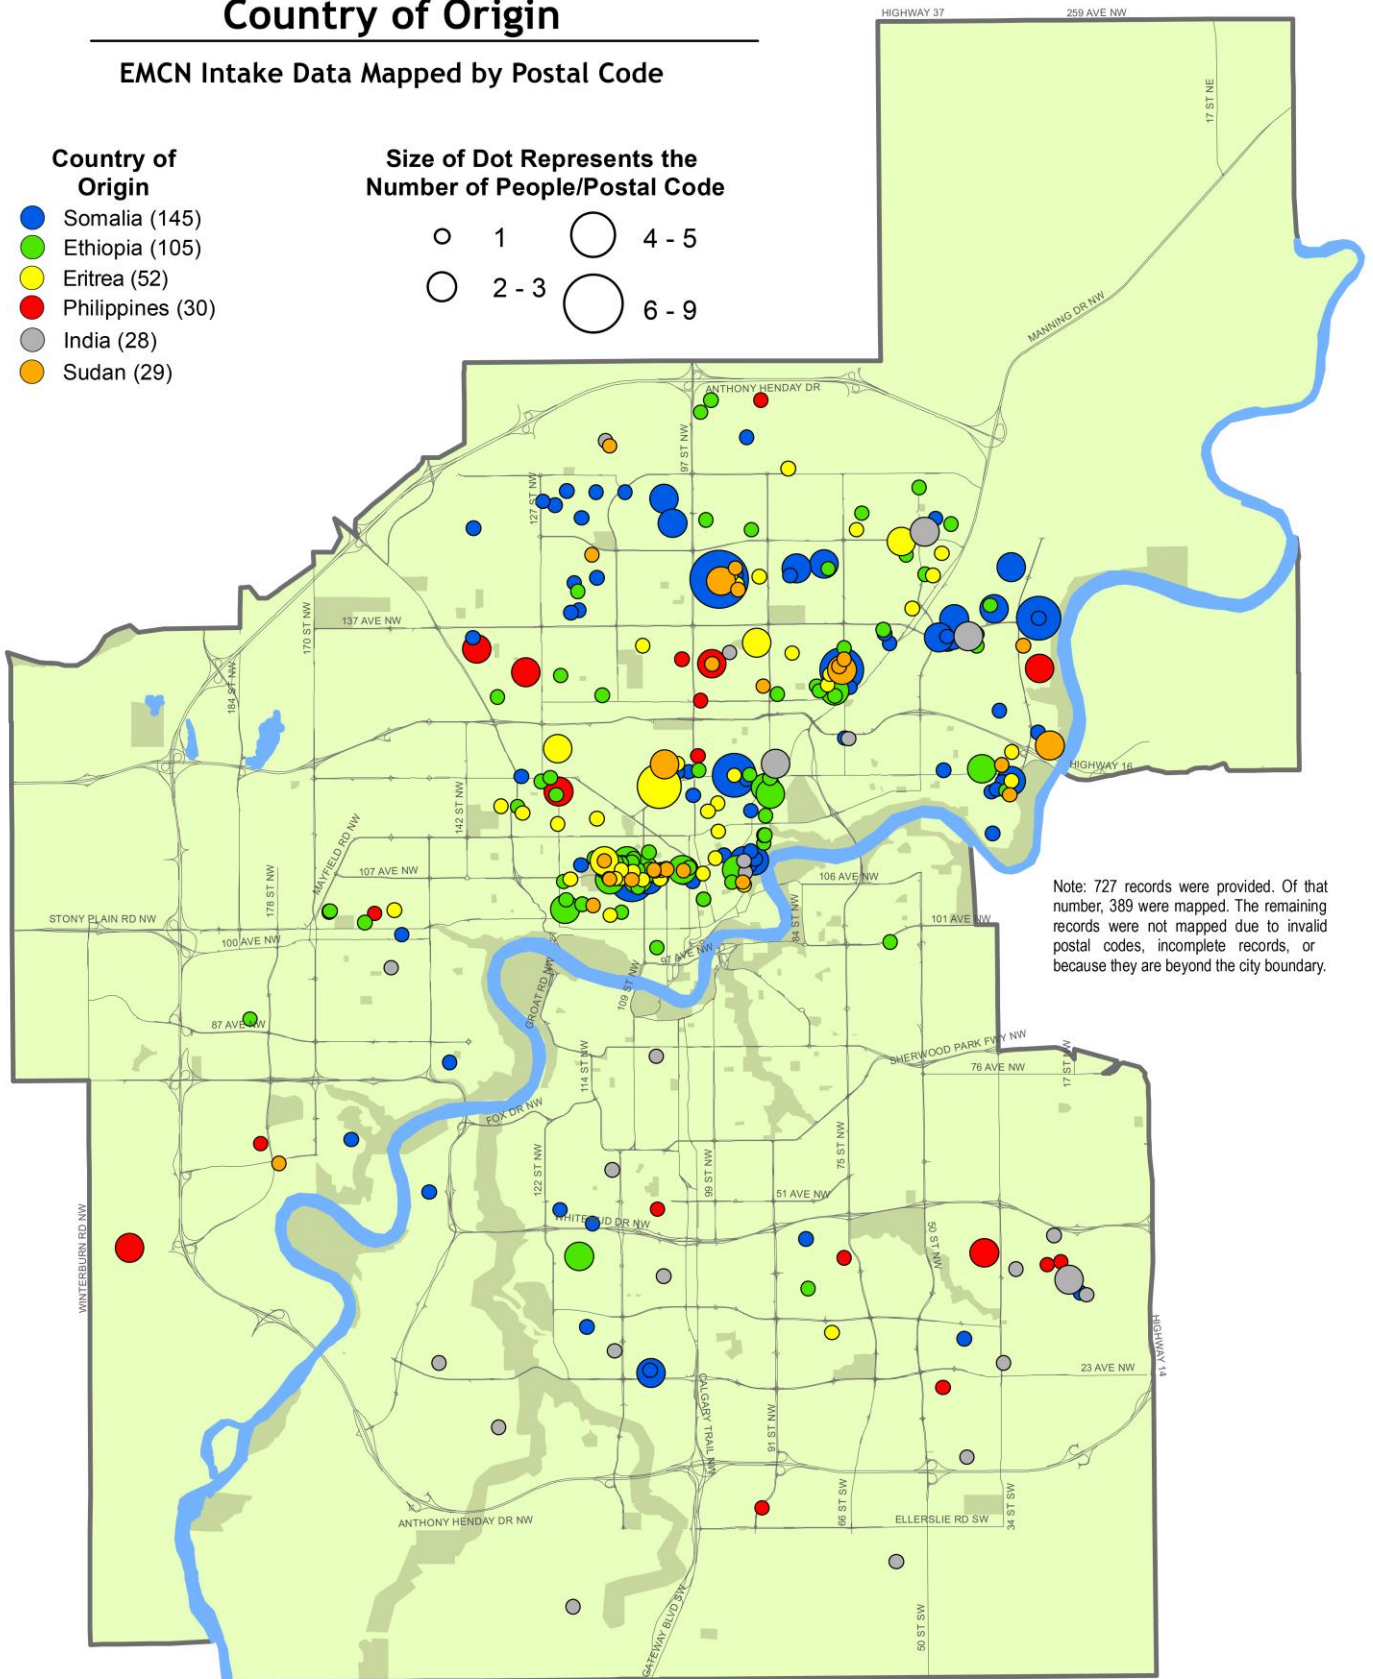 Country of Origin
EMCN Intake Data Mapped by Postal Code
Country of
Origin
Somalia (145)
Ethiopia (105)
Eritrea (52)
Philippines (30)
India (28)
Sudan (29)
Size of Dot Represents the
Number of People/Postal Code
1
4 - 5
2 - 3
6 - 9
HIGHWAY 37
259 AVE NW
17 ST NE
MANNING DR NW
ANTHONY HENDAY DR
97 ST NW
127 ST NW
170 ST NW
137 AVE NW
184 ST NW
HIGHWAY 16
142 ST NW
MAYFIELD RD NW
107 AVE NW
106 AVE NW
178 ST NW
STONY PLAIN RD NW
100 AVE NW
101 AVE NW
84 ST NW
97 AVE NW
109 ST NW
GROAT RD NW
Note: 727 records were provided. Of that
number, 389 were mapped. The remaining
records were not mapped due to invalid
postal codes, incomplete records, or
because they are beyond the city boundary.
87 AVE NW
SHERWOOD PARK FWY NW
76 AVE NW
17 ST NW
114 ST NW
FOX DR NW
122 ST NW
99 ST NW
75 ST NW
51 AVE NW
WINTERBURN RD NW
WHITEMUD DR NW
50 ST NW
HIGHWAY 14
23 AVE NW
CALGARY TRAIL NW
91 ST NW
66 ST SW
34 ST SW
ANTHONY HENDAY DR NW
ELLERSLIE RD SW
GATEWAY BLVD SW
50 ST SW